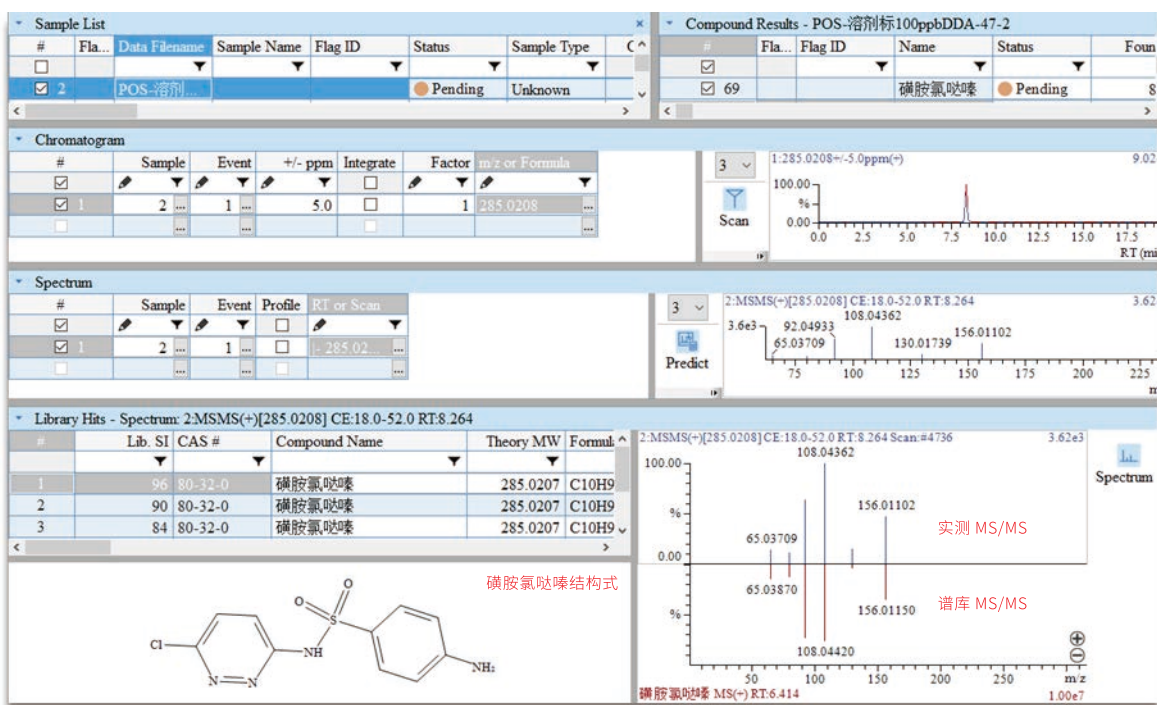 Sample List
# Fla... Data Filename Sample Name Flag ID Status Sample Type
2 POS-溶剂... Pending Unknown
Compound Results - POS-溶剂标100ppbDDA-47-2
# Fla... Flag ID Name Status Foun
69 磺胺氯哒嗪 Pending 8
Chromatogram
# Sample Event +/- ppm Integrate Factor m/z or Formula
1 2 ... 1 ... 5.0 1 285.0208 ...
3
Scan
1:285.0208+/-5.0ppm(+) 9.02
100.00
%
0.00
0.0 2.5 5.0 7.5 10.0 12.5 15.0 17.5
RT (mi
Spectrum
# Sample Event Profile RT or Scan
1 2 ... 1 ... |- 285.02... ...
3
Predict
2:MSMS(+)[285.0208] CE:18.0-52.0 RT:8.264 3.62
3.6e3
65.03709 92.04933 108.04362 130.01739 156.01102
75 100 125 150 175 200 225
m
Library Hits - Spectrum: 2:MSMS(+)[285.0208] CE:18.0-52.0 RT:8.264
# Lib. SI CAS # Compound Name Theory MW Formula
1 96 80-32-0 磺胺氯哒嗪 285.0207 C10H9
2 90 80-32-0 磺胺氯哒嗪 285.0207 C10H9
3 84 80-32-0 磺胺氯哒嗪 285.0207 C10H9
磺胺氯哒嗪结构式
Cl N N NH S O O NH₂
2:MSMS(+)[285.0208] CE:18.0-52.0 RT:8.264 Scan:#4736 3.62e3
Spectrum
108.04362
100.00
156.01102
%
实测 MS/MS
65.03709
0.00
65.03870
156.01150
谱库 MS/MS
%
108.04420
50 100 150 200 250 m/z
磺胺氯哒嗪 MS(+) RT:6.414 1.00e7